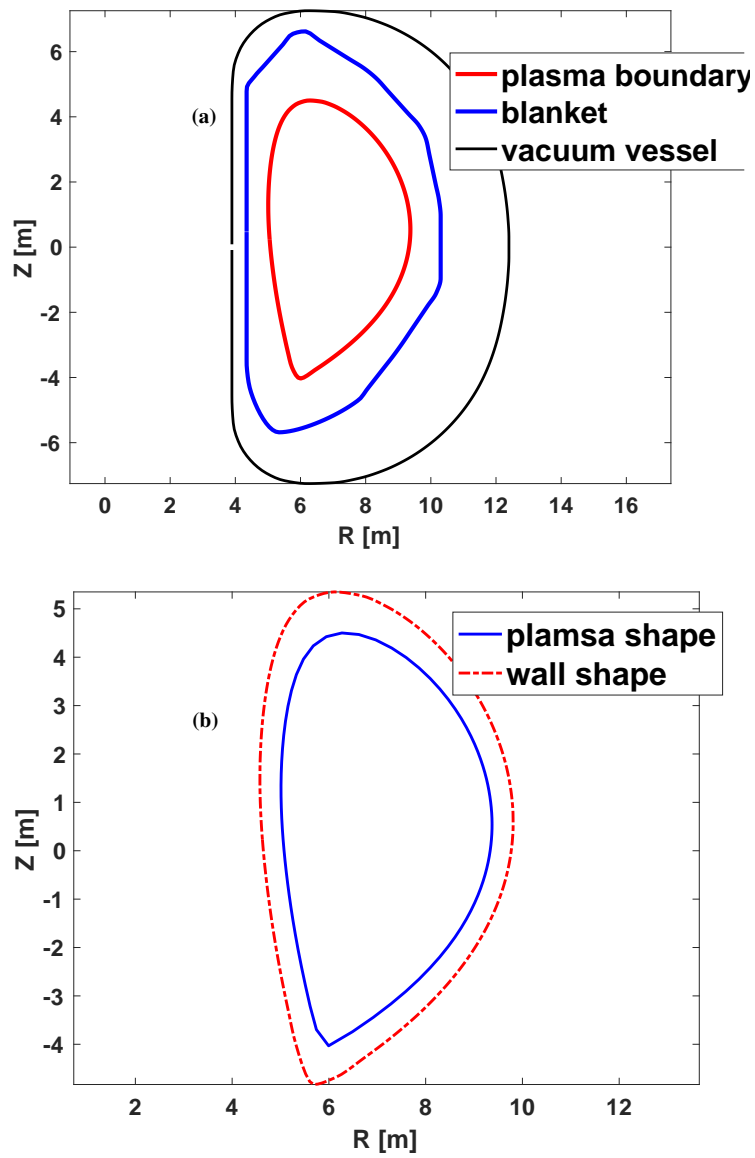 6
4
2
0
-2
-4
-6
Z [m]
(a)
plasma boundary
blanket
vacuum vessel
0 2 4 6 8 10 12 14 16
R [m]
5
4
3
2
1
0
-1
-2
-3
-4
Z [m]
(b)
plamsa shape
wall shape
2 4 6 8 10 12
R [m]